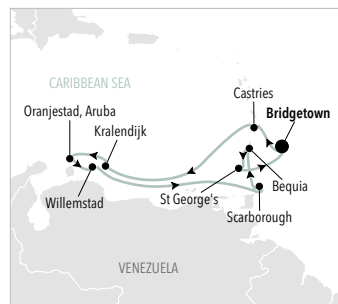 CARIBBEAN SEA
Castries
Oranjestad, Aruba
Bridgetown
Kralendijk
Willemstad
St George's
Bequia
Scarborough
VENEZUELA